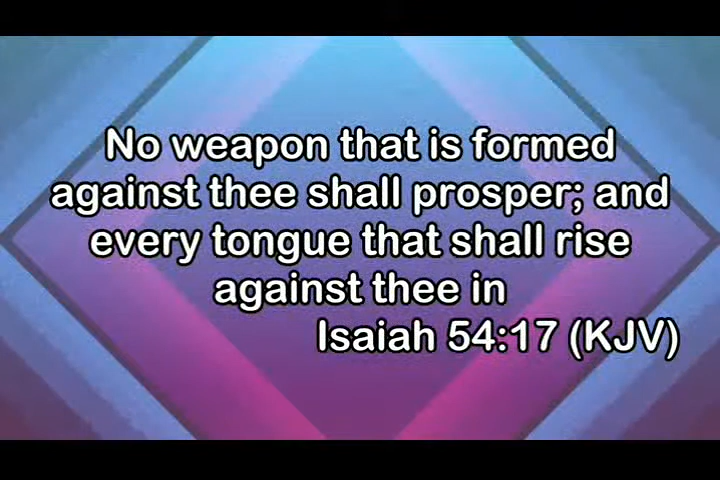 No weapon that is formed
against thee shall prosper; and
every tongue that shall rise
against thee in
Isaiah 54:17 (KJV)